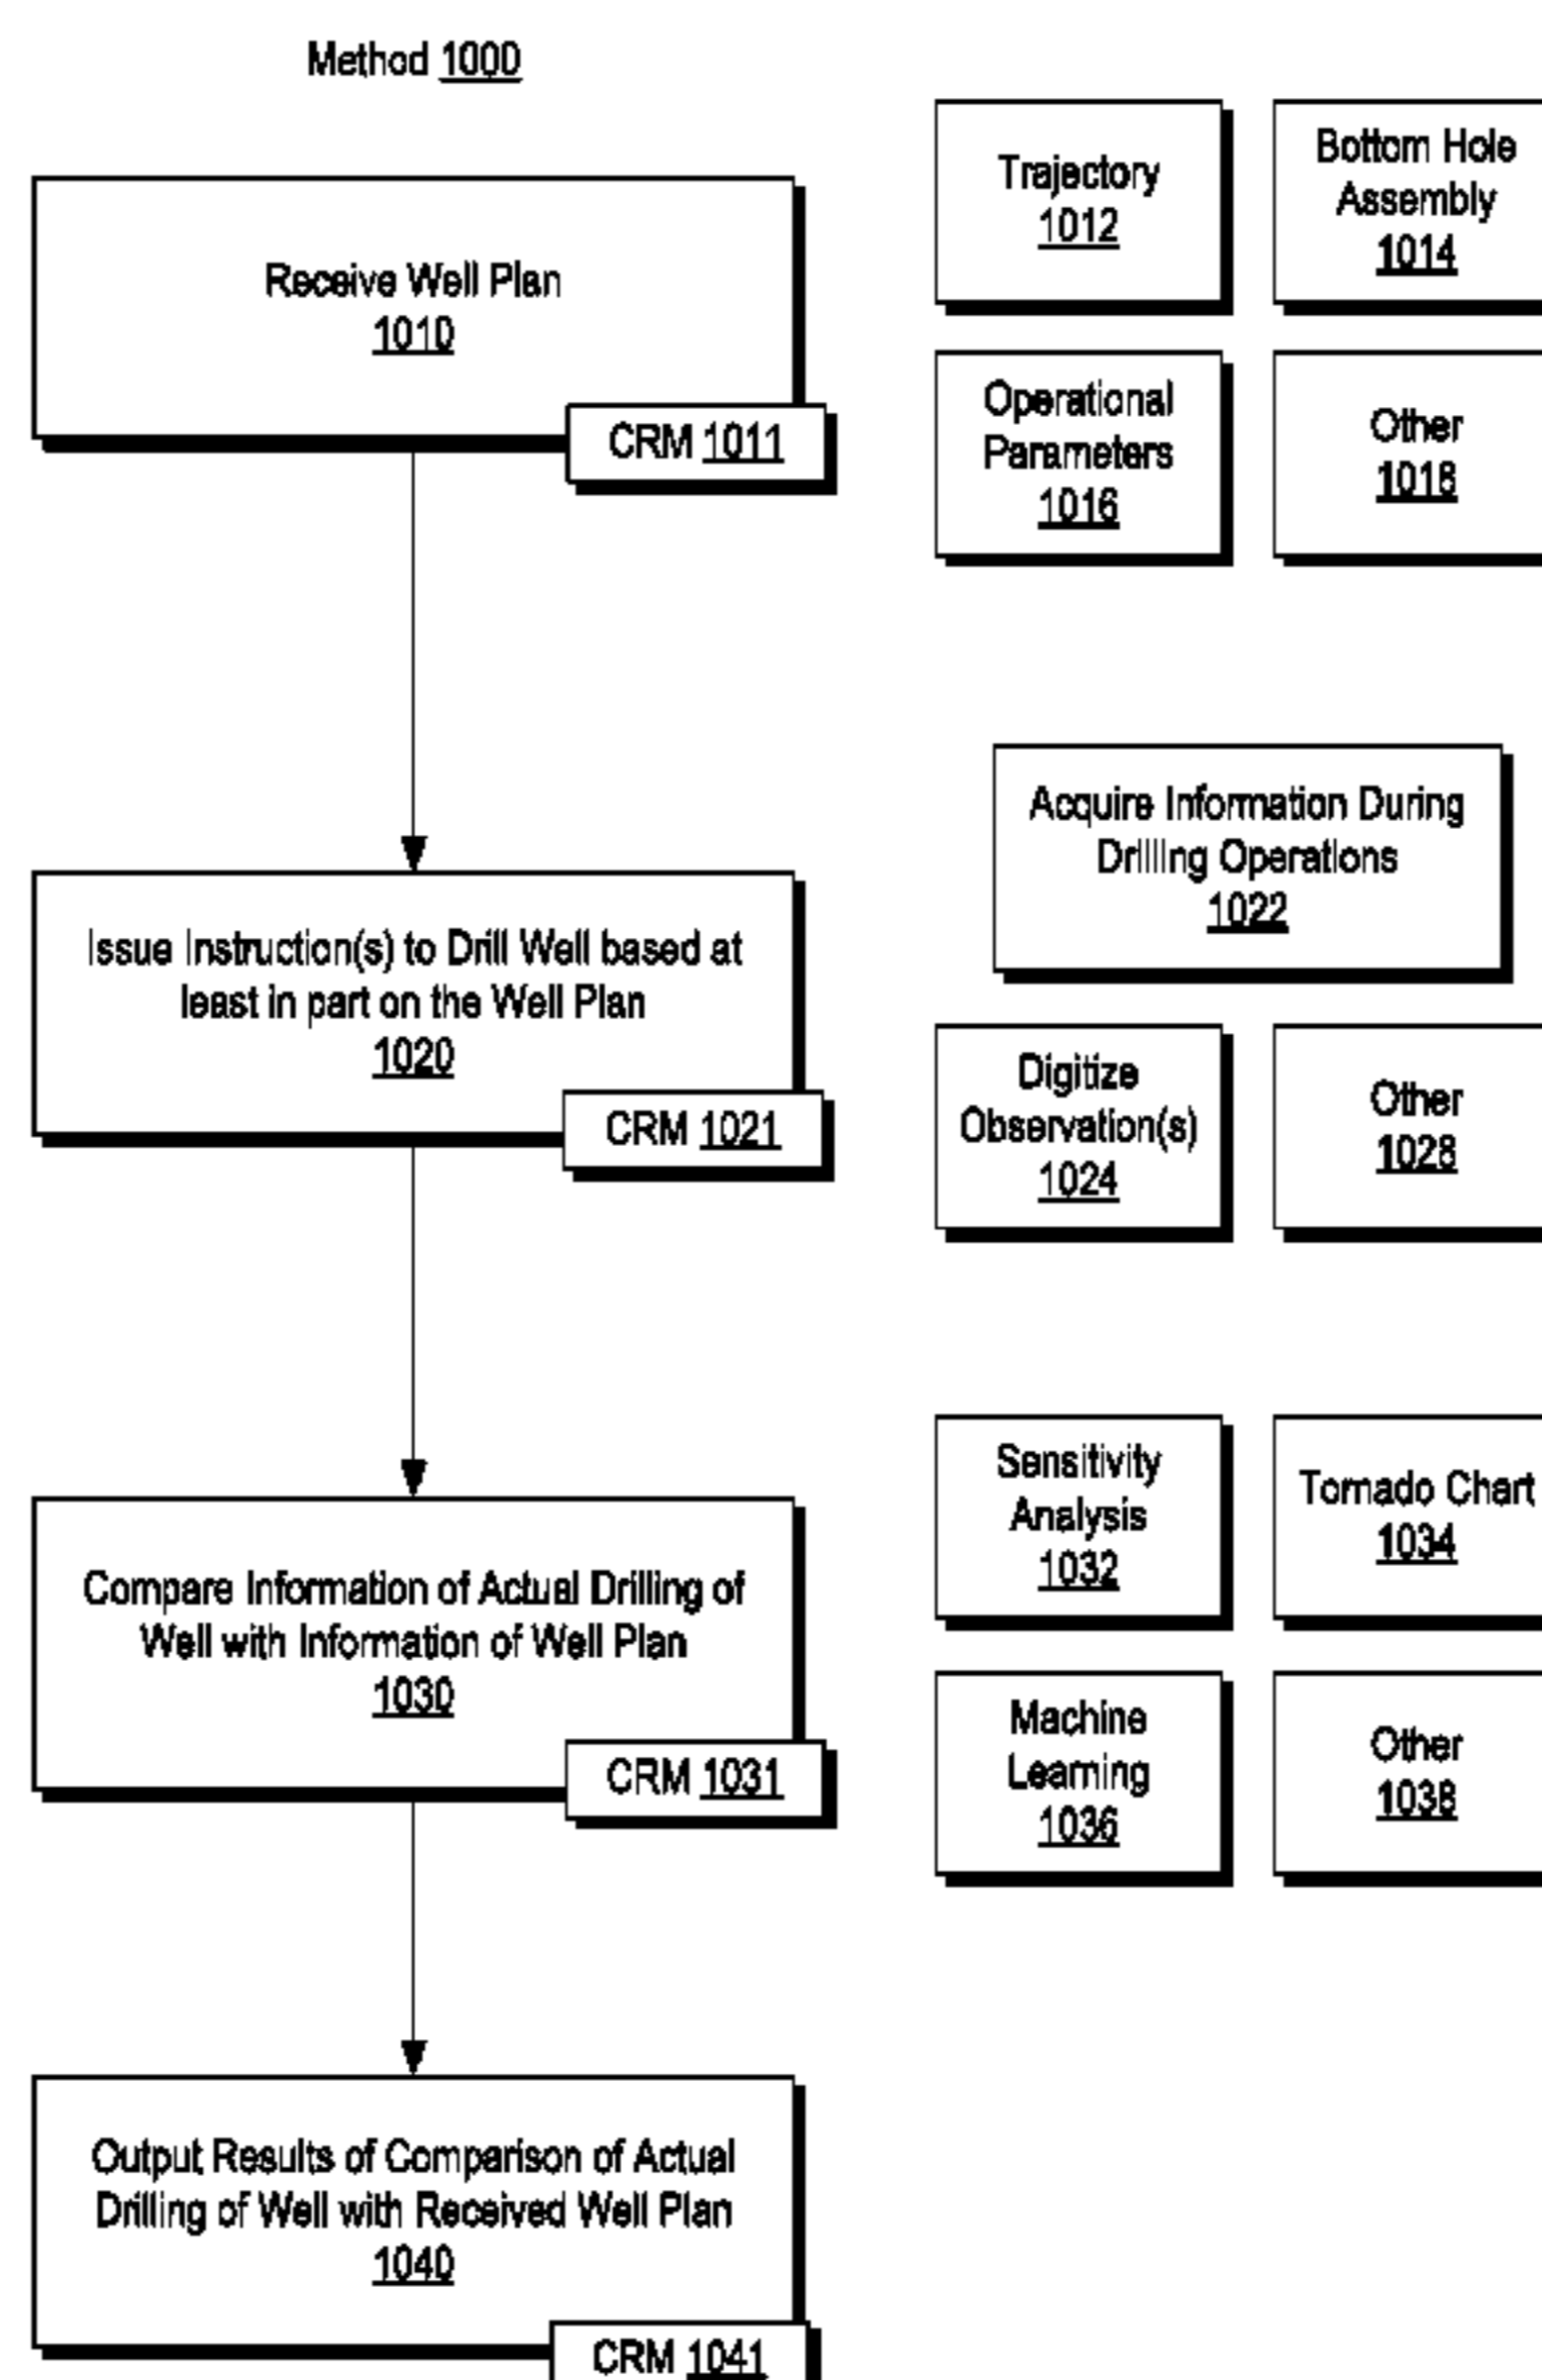 Method 1000
Receive Well Plan
1010
CRM 1011
Trajectory
1012
Bottom Hole
Assembly
1014
Operational
Parameters
1016
Other
1018
Issue Instruction(s) to Drill Well based at
least in part on the Well Plan
1020
CRM 1021
Acquire Information During
Drilling Operations
1022
Digitize
Observation(s)
1024
Other
1028
Compare Information of Actual Drilling of
Well with Information of Well Plan
1030
CRM 1031
Sensitivity
Analysis
1032
Tornado Chart
1034
Machine
Learning
1036
Other
1038
Output Results of Comparison of Actual
Drilling of Well with Received Well Plan
1040
CRM 1041